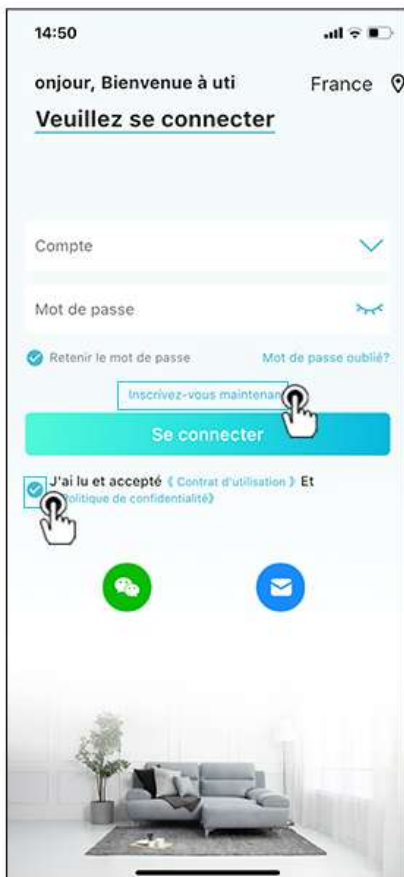 14:50
onjour, Bienvenue à uti
France
Veuillez se connecter
Compte
Mot de passe
Retenir le mot de passe
Mot de passe oublié?
Inscrivez-vous maintenan
Se connecter
J'ai lu et accepté 《 Contrat d'utilisation 》 Et
Politique de confidentialité》